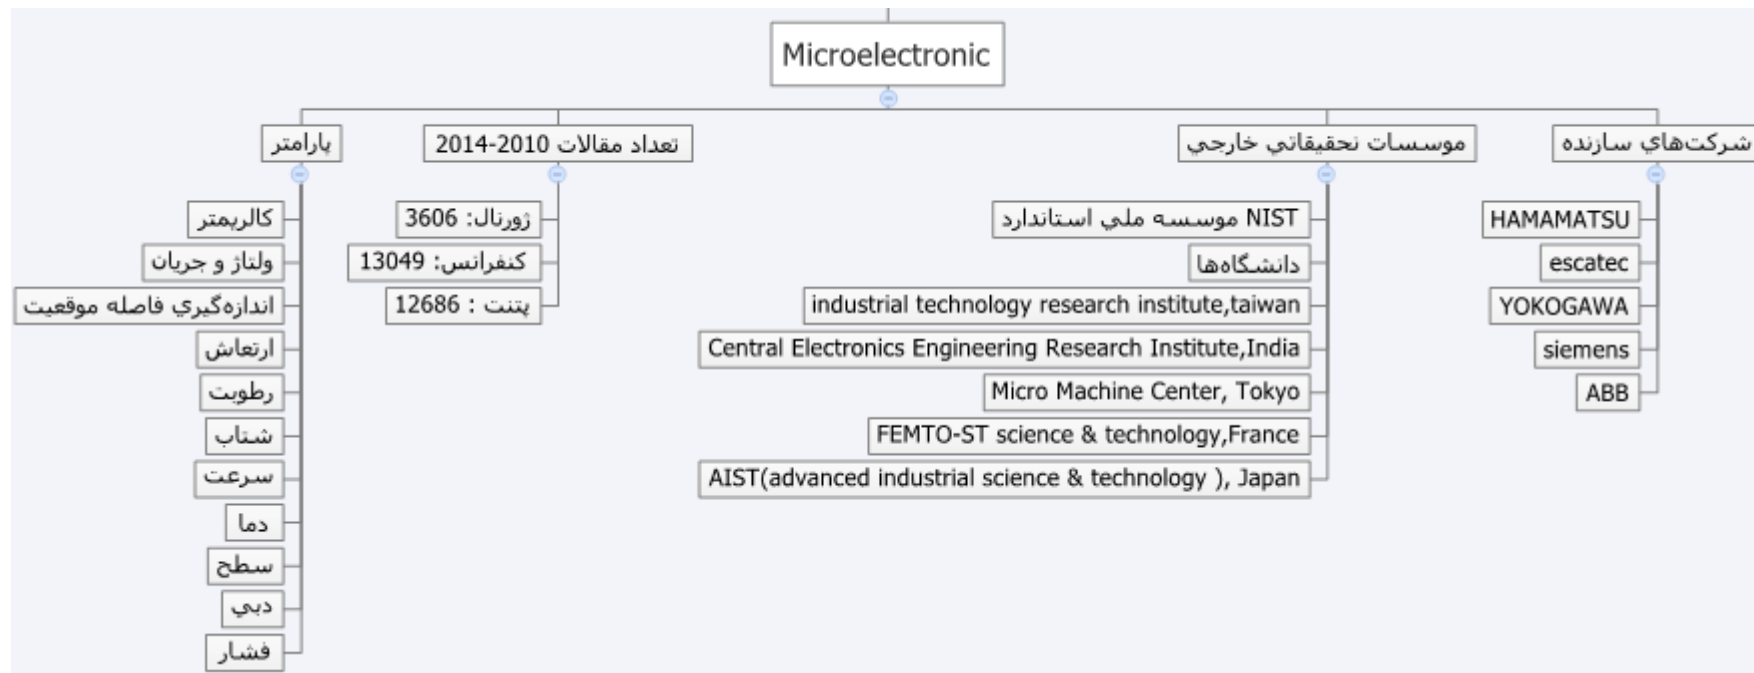 Microelectronic
شرکت‌هاي سازنده
HAMAMATSU
escatec
YOKOGAWA
siemens
ABB
موسسات نحقيقاتي خارجي
NIST موسسه ملي استاندارد
دانشگاه‌ها
industrial technology research institute,taiwan
Central Electronics Engineering Research Institute,India
Micro Machine Center, Tokyo
FEMTO-ST science & technology,France
AIST(advanced industrial science & technology ), Japan
تعداد مقالات 2010-2014
ژورنال: 3606
كنفرانس: 13049
پتنت : 12686
پارامتر
كالريمتر
ولتاژ و جريان
اندازه‌گيري فاصله موقعيت
ارتعاش
رطوبت
شتاب
سرعت
دما
سطح
دبي
فشار